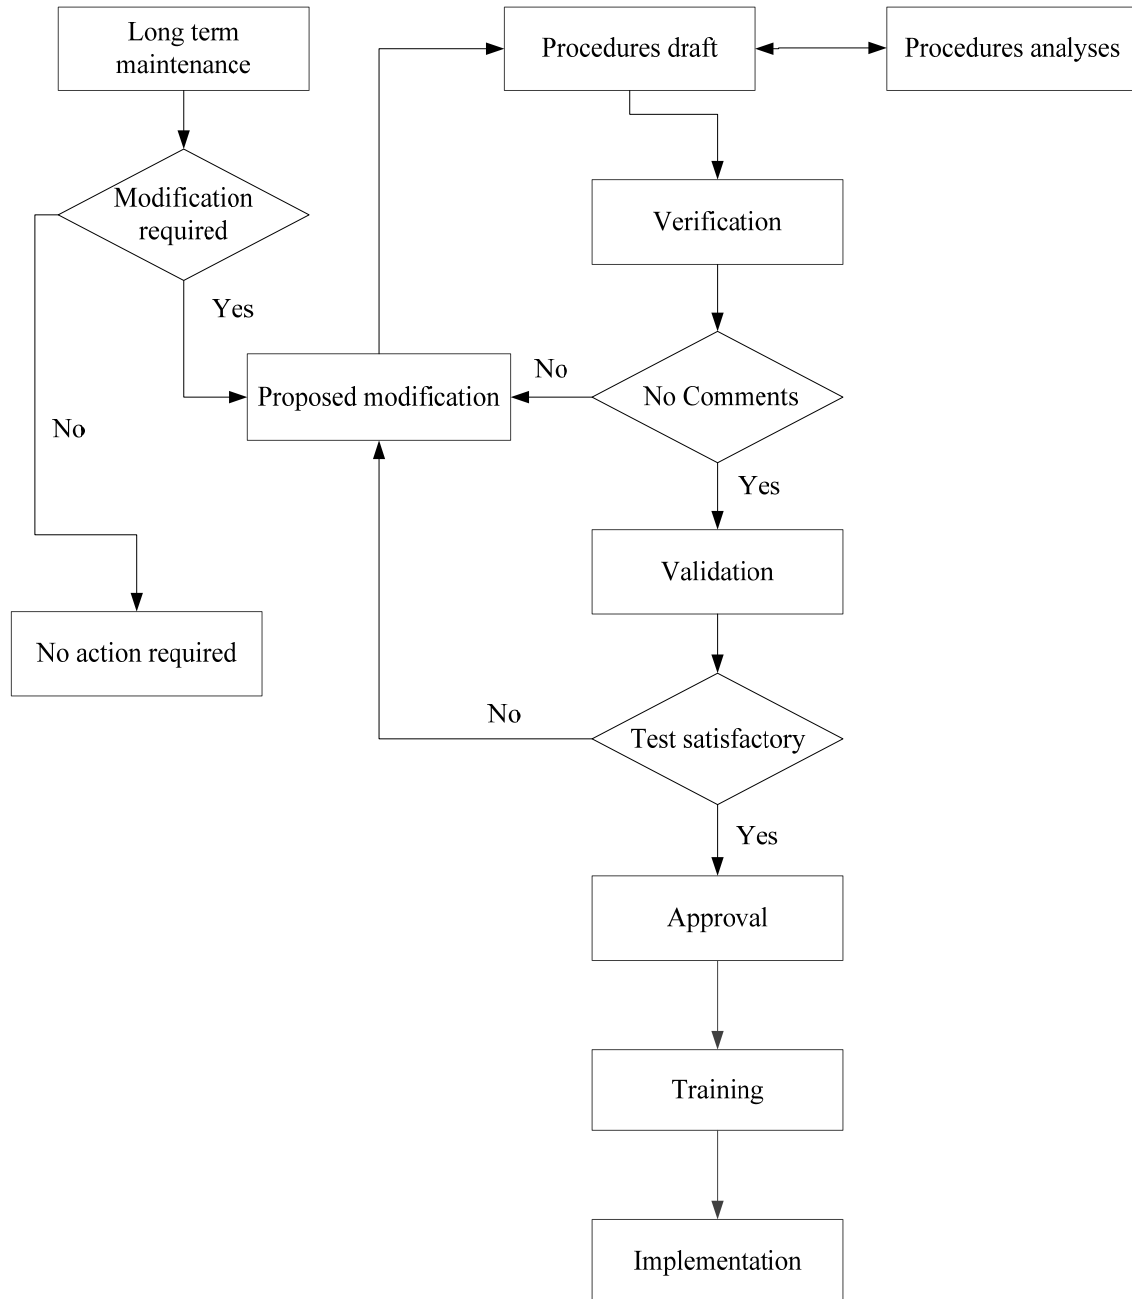 Long term
maintenance
Procedures draft
Procedures analyses
Modification
required
Verification
Yes
No
Proposed modification
No
No Comments
Yes
Validation
No action required
No
Test satisfactory
Yes
Approval
Training
Implementation